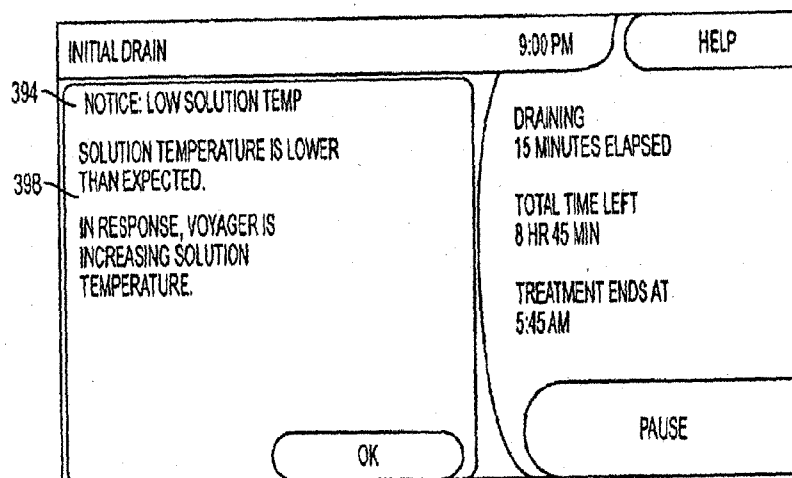 INITIAL DRAIN
9:00 PM
HELP
394
NOTICE: LOW SOLUTION TEMP
SOLUTION TEMPERATURE IS LOWER
THAN EXPECTED.
398
IN RESPONSE, VOYAGER IS
INCREASING SOLUTION
TEMPERATURE.
OK
DRAINING
15 MINUTES ELAPSED
TOTAL TIME LEFT
8 HR 45 MIN
TREATMENT ENDS AT
5:45 AM
PAUSE